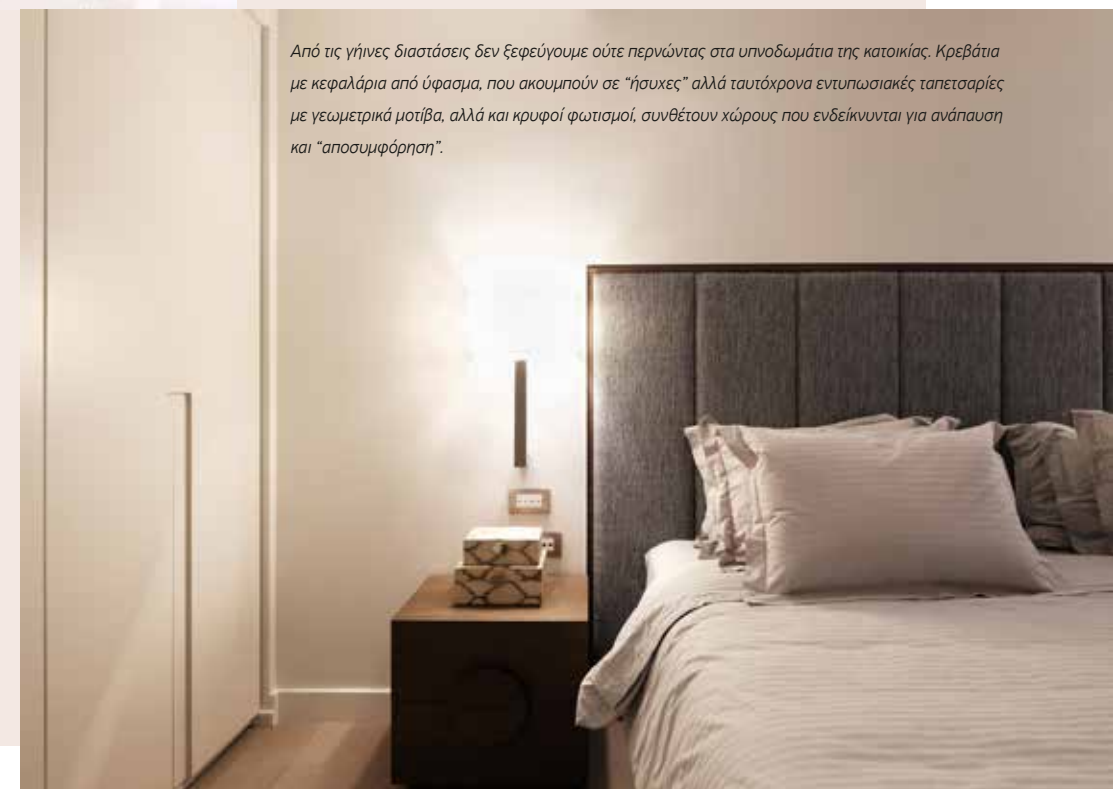 Από τις γήινες διαστάσεις δεν ξεφεύγουμε ούτε περνώντας στα υπνοδωμάτια της κατοικίας. Κρεβάτια
με κεφαλάρια από ύφασμα, που ακουμπούν σε “ήσυχες” αλλά ταυτόχρονα εντυπωσιακές ταπετσαρίες
με γεωμετρικά μοτίβα, αλλά και κρυφοί φωτισμοί, συνθέτουν χώρους που ενδείκνυνται για ανάπαυση
και “αποσυμφόρηση”.